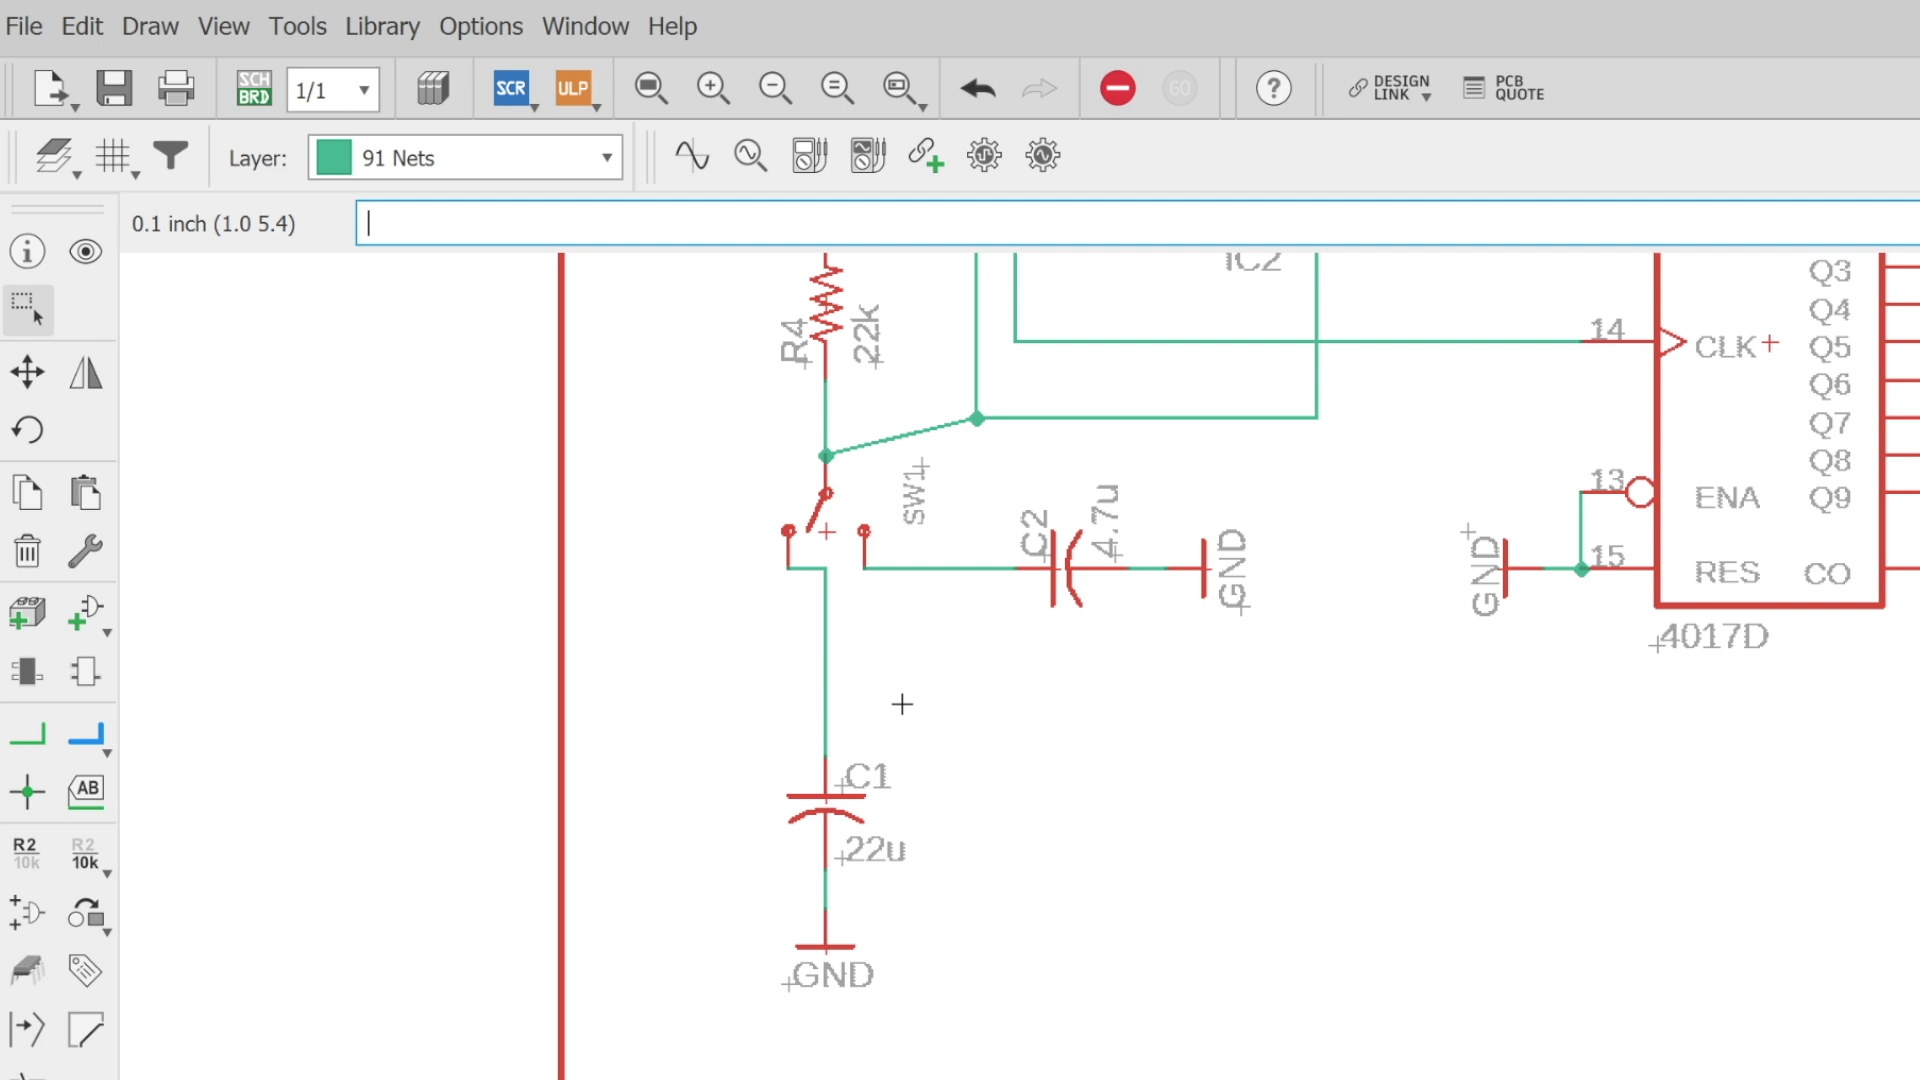 File Edit Draw View Tools Library Options Window Help
SCH
BRD
1/1
SCR
ULP
GO
?
DESIGN
LINK
PCB
QUOTE
Layer:
91 Nets
0.1 inch (1.0 5.4)
i
AB
R2
10k
R2
10k
R4
22k
IC2
SW1
C2
4.7u
GND
C1
22u
GND
GND
14
CLK
13
ENA
15
RES
Q3
Q4
Q5
Q6
Q7
Q8
Q9
CO
4017D